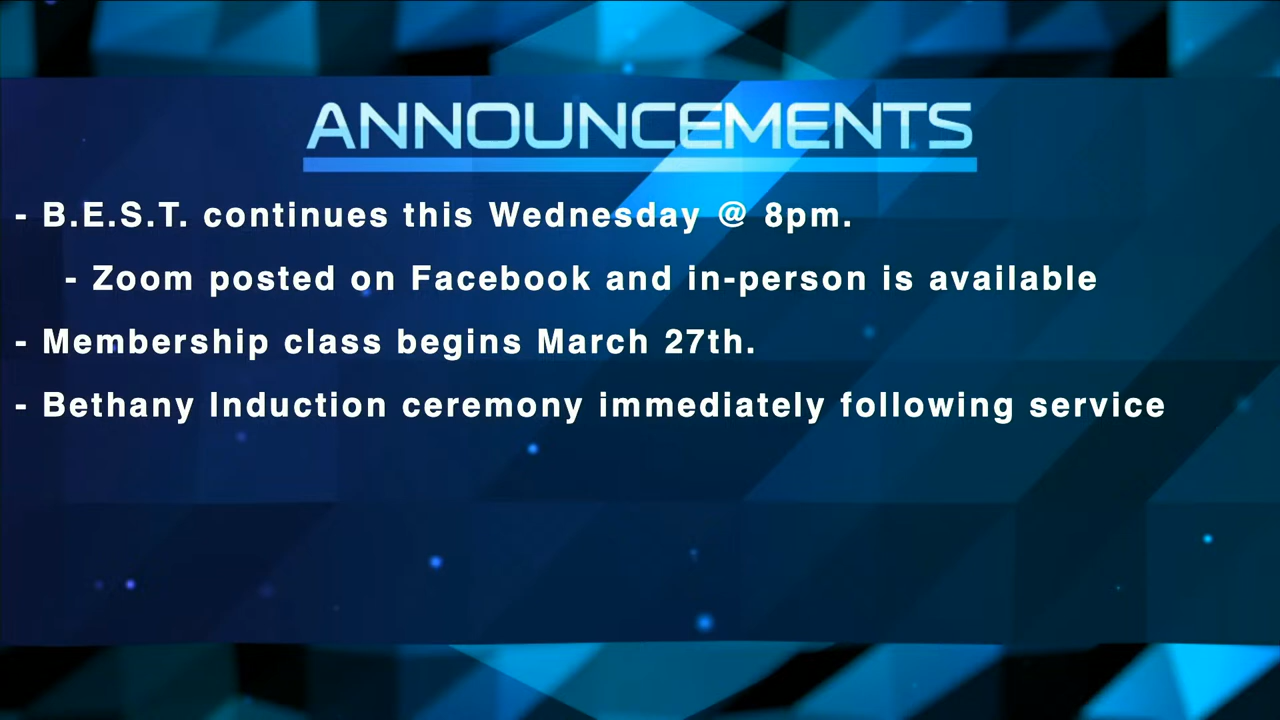 ANNOUNCEMENTS
- B.E.S.T. continues this Wednesday @ 8pm.
- Zoom posted on Facebook and in-person is available
- Membership class begins March 27th.
- Bethany Induction ceremony immediately following service